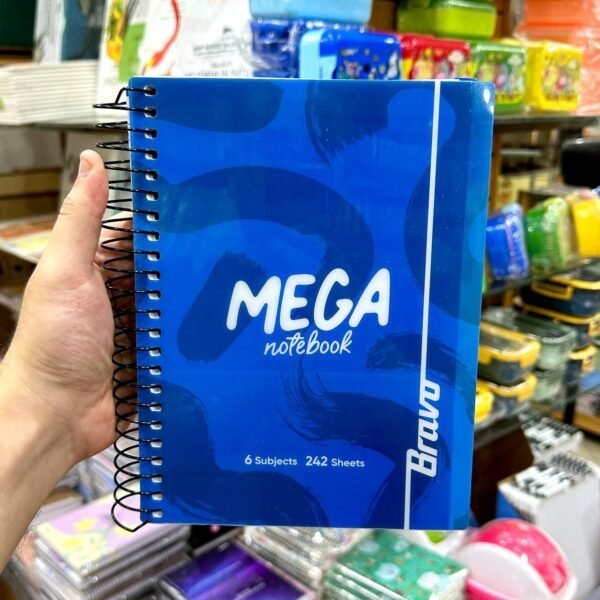 MEGA
notebook
6 Subjects 242 Sheets
Bravo